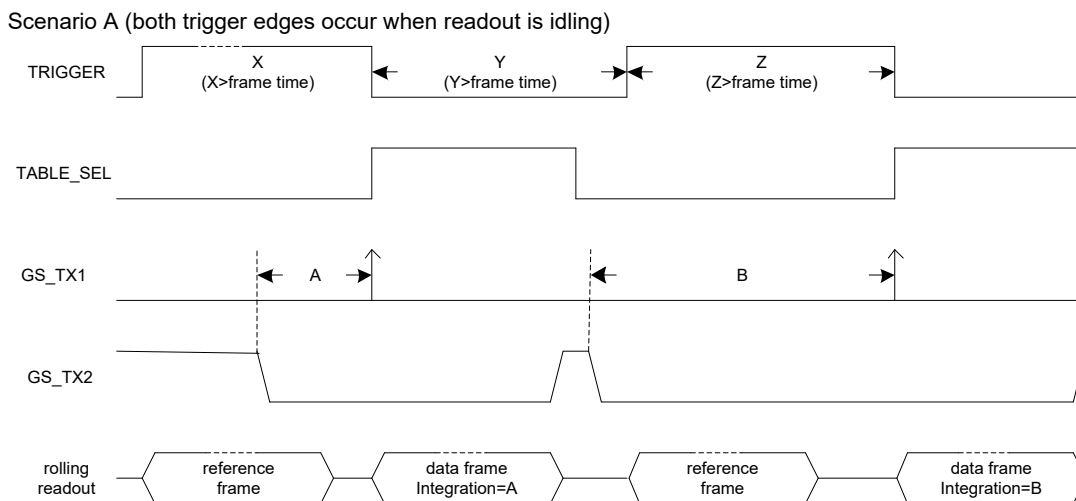 Scenario A (both trigger edges occur when readout is idling)
TRIGGER
X
(X>frame time)
Y
(Y>frame time)
Z
(Z>frame time)
TABLE_SEL
GS_TX1
A
B
GS_TX2
rolling
readout
reference
frame
data frame
Integration=A
reference
frame
data frame
Integration=B